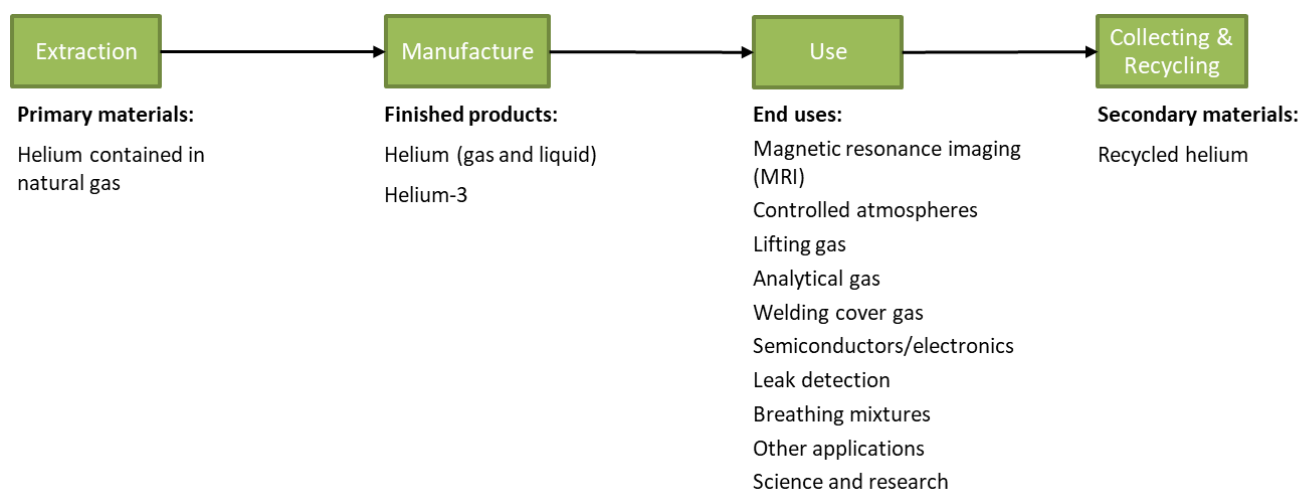 Extraction
Manufacture
Use
Collecting &
Recycling
Primary materials:
Helium contained in
natural gas
Finished products:
Helium (gas and liquid)
Helium-3
End uses:
Magnetic resonance imaging
(MRI)
Controlled atmospheres
Lifting gas
Analytical gas
Welding cover gas
Semiconductors/electronics
Leak detection
Breathing mixtures
Other applications
Science and research
Secondary materials:
Recycled helium